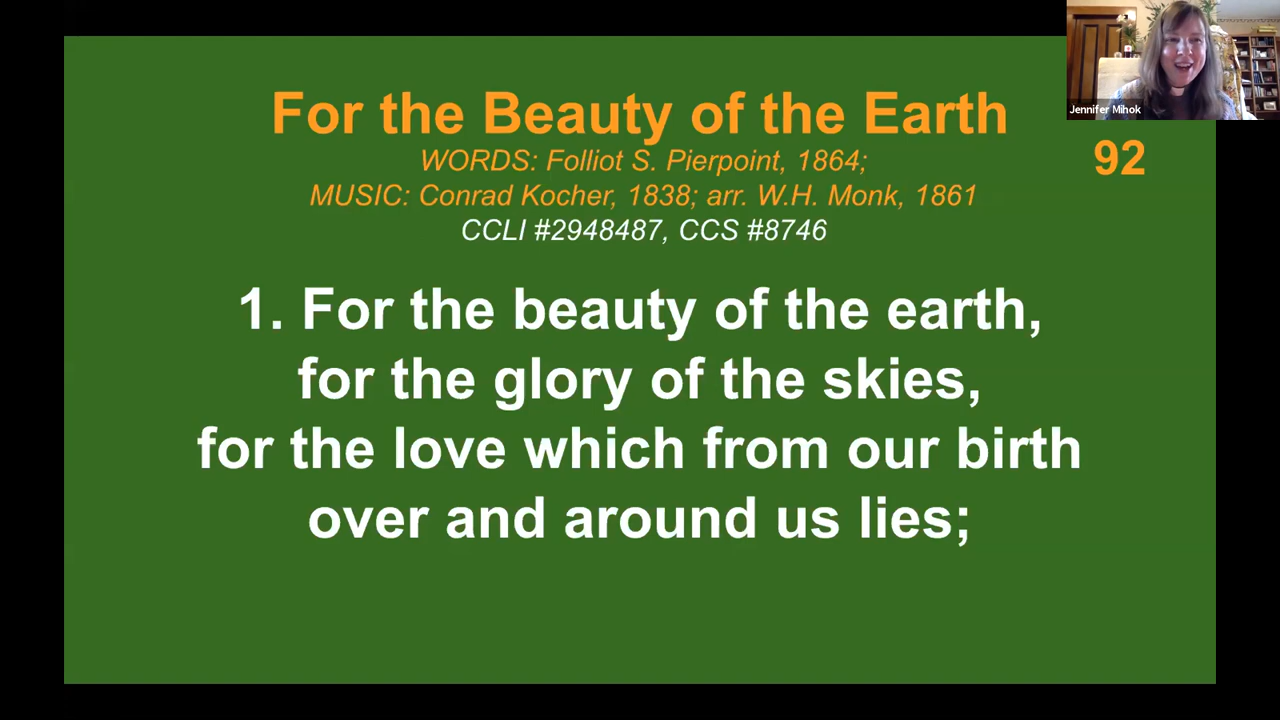 For the Beauty of the Earth
WORDS: Folliot S. Pierpoint, 1864;
92
MUSIC: Conrad Kocher, 1838; arr. W.H. Monk, 1861
CCLI #2948487, CCS #8746
1. For the beauty of the earth,
for the glory of the skies,
for the love which from our birth
over and around us lies;
Jennifer Mihok